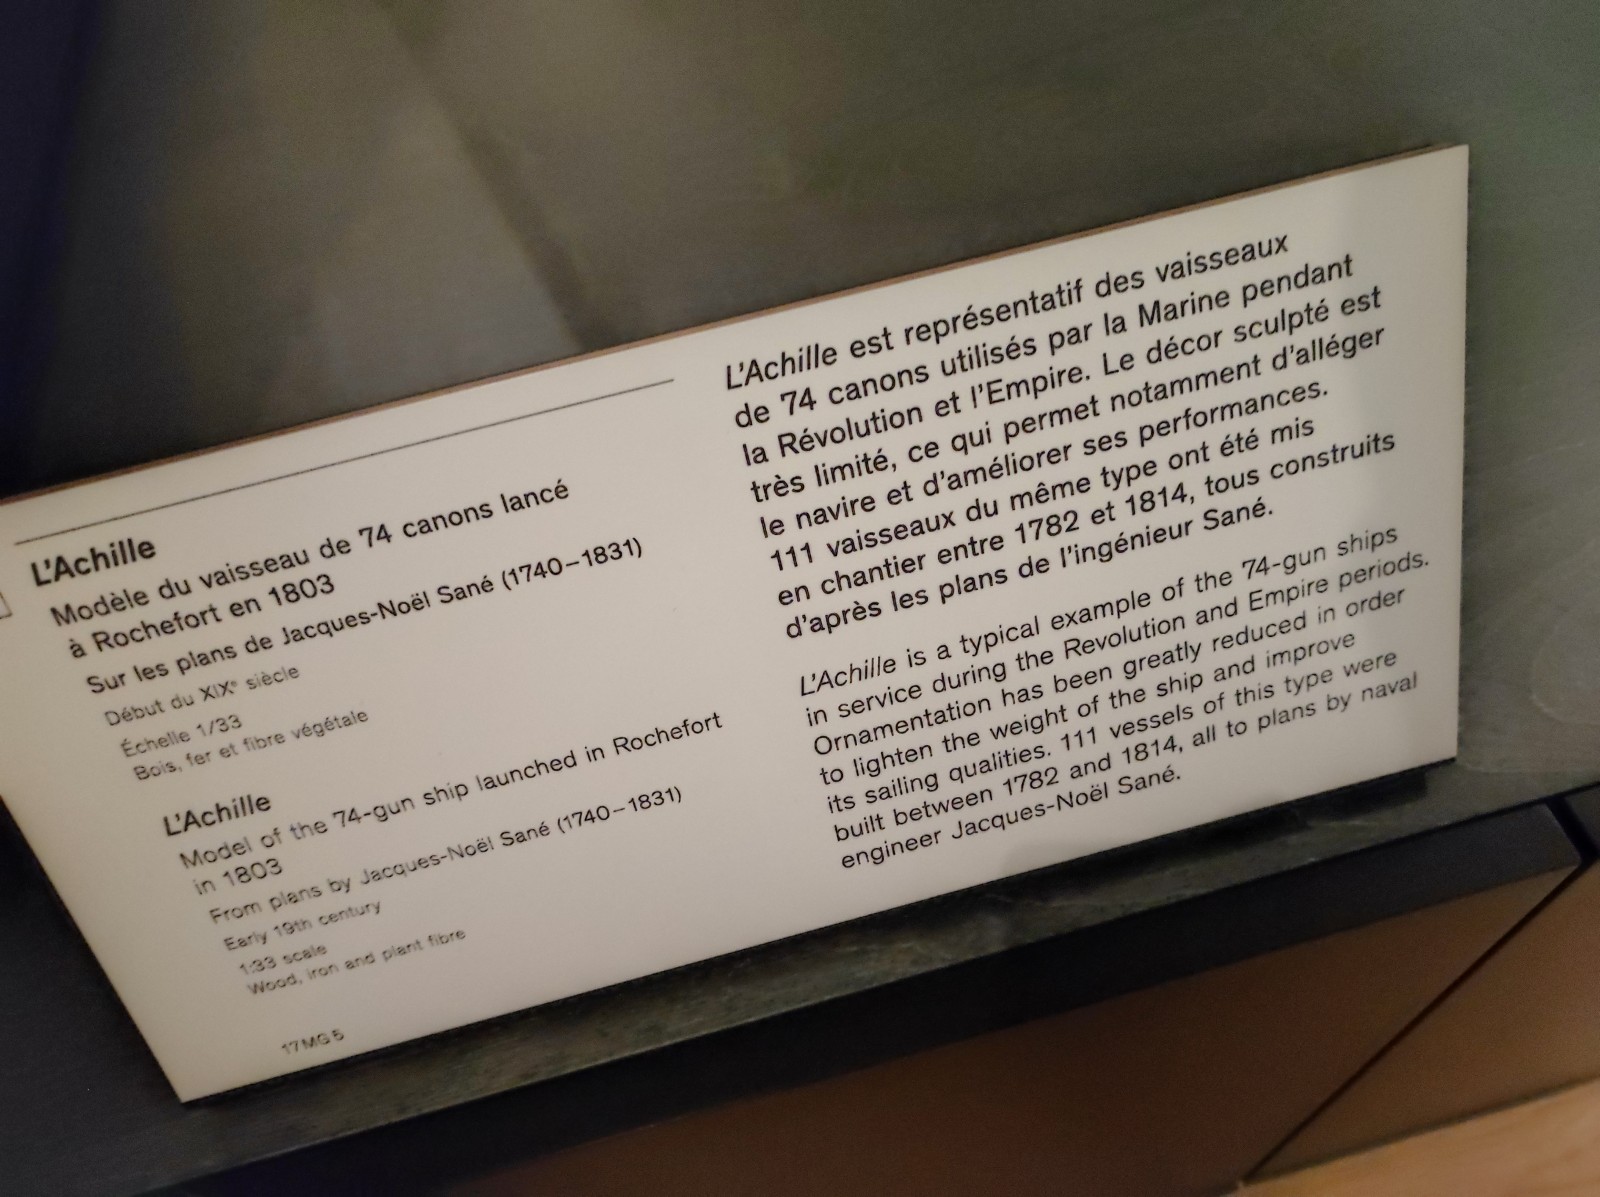 L'Achille
Modèle du vaisseau de 74 canons lancé
à Rochefort en 1803
Sur les plans de Jacques-Noël Sané (1740–1831)
Début du XIXe siècle
Échelle 1/33
Bois, fer et fibre végétale
L'Achille
Model of the 74-gun ship launched in Rochefort
in 1803
From plans by Jacques-Noël Sané (1740–1831)
Early 19th century
1:33 scale
Wood, iron and plant fibre
17 MG 5
L'Achille est représentatif des vaisseaux
de 74 canons utilisés par la Marine pendant
la Révolution et l'Empire. Le décor sculpté est
très limité, ce qui permet notamment d'alléger
le navire et d'améliorer ses performances.
111 vaisseaux du même type ont été mis
en chantier entre 1782 et 1814, tous construits
d'après les plans de l'ingénieur Sané.
L'Achille is a typical example of the 74-gun ships
in service during the Revolution and Empire periods.
Ornamentation has been greatly reduced in order
to lighten the weight of the ship and improve
its sailing qualities. 111 vessels of this type were
built between 1782 and 1814, all to plans by naval
engineer Jacques-Noël Sané.